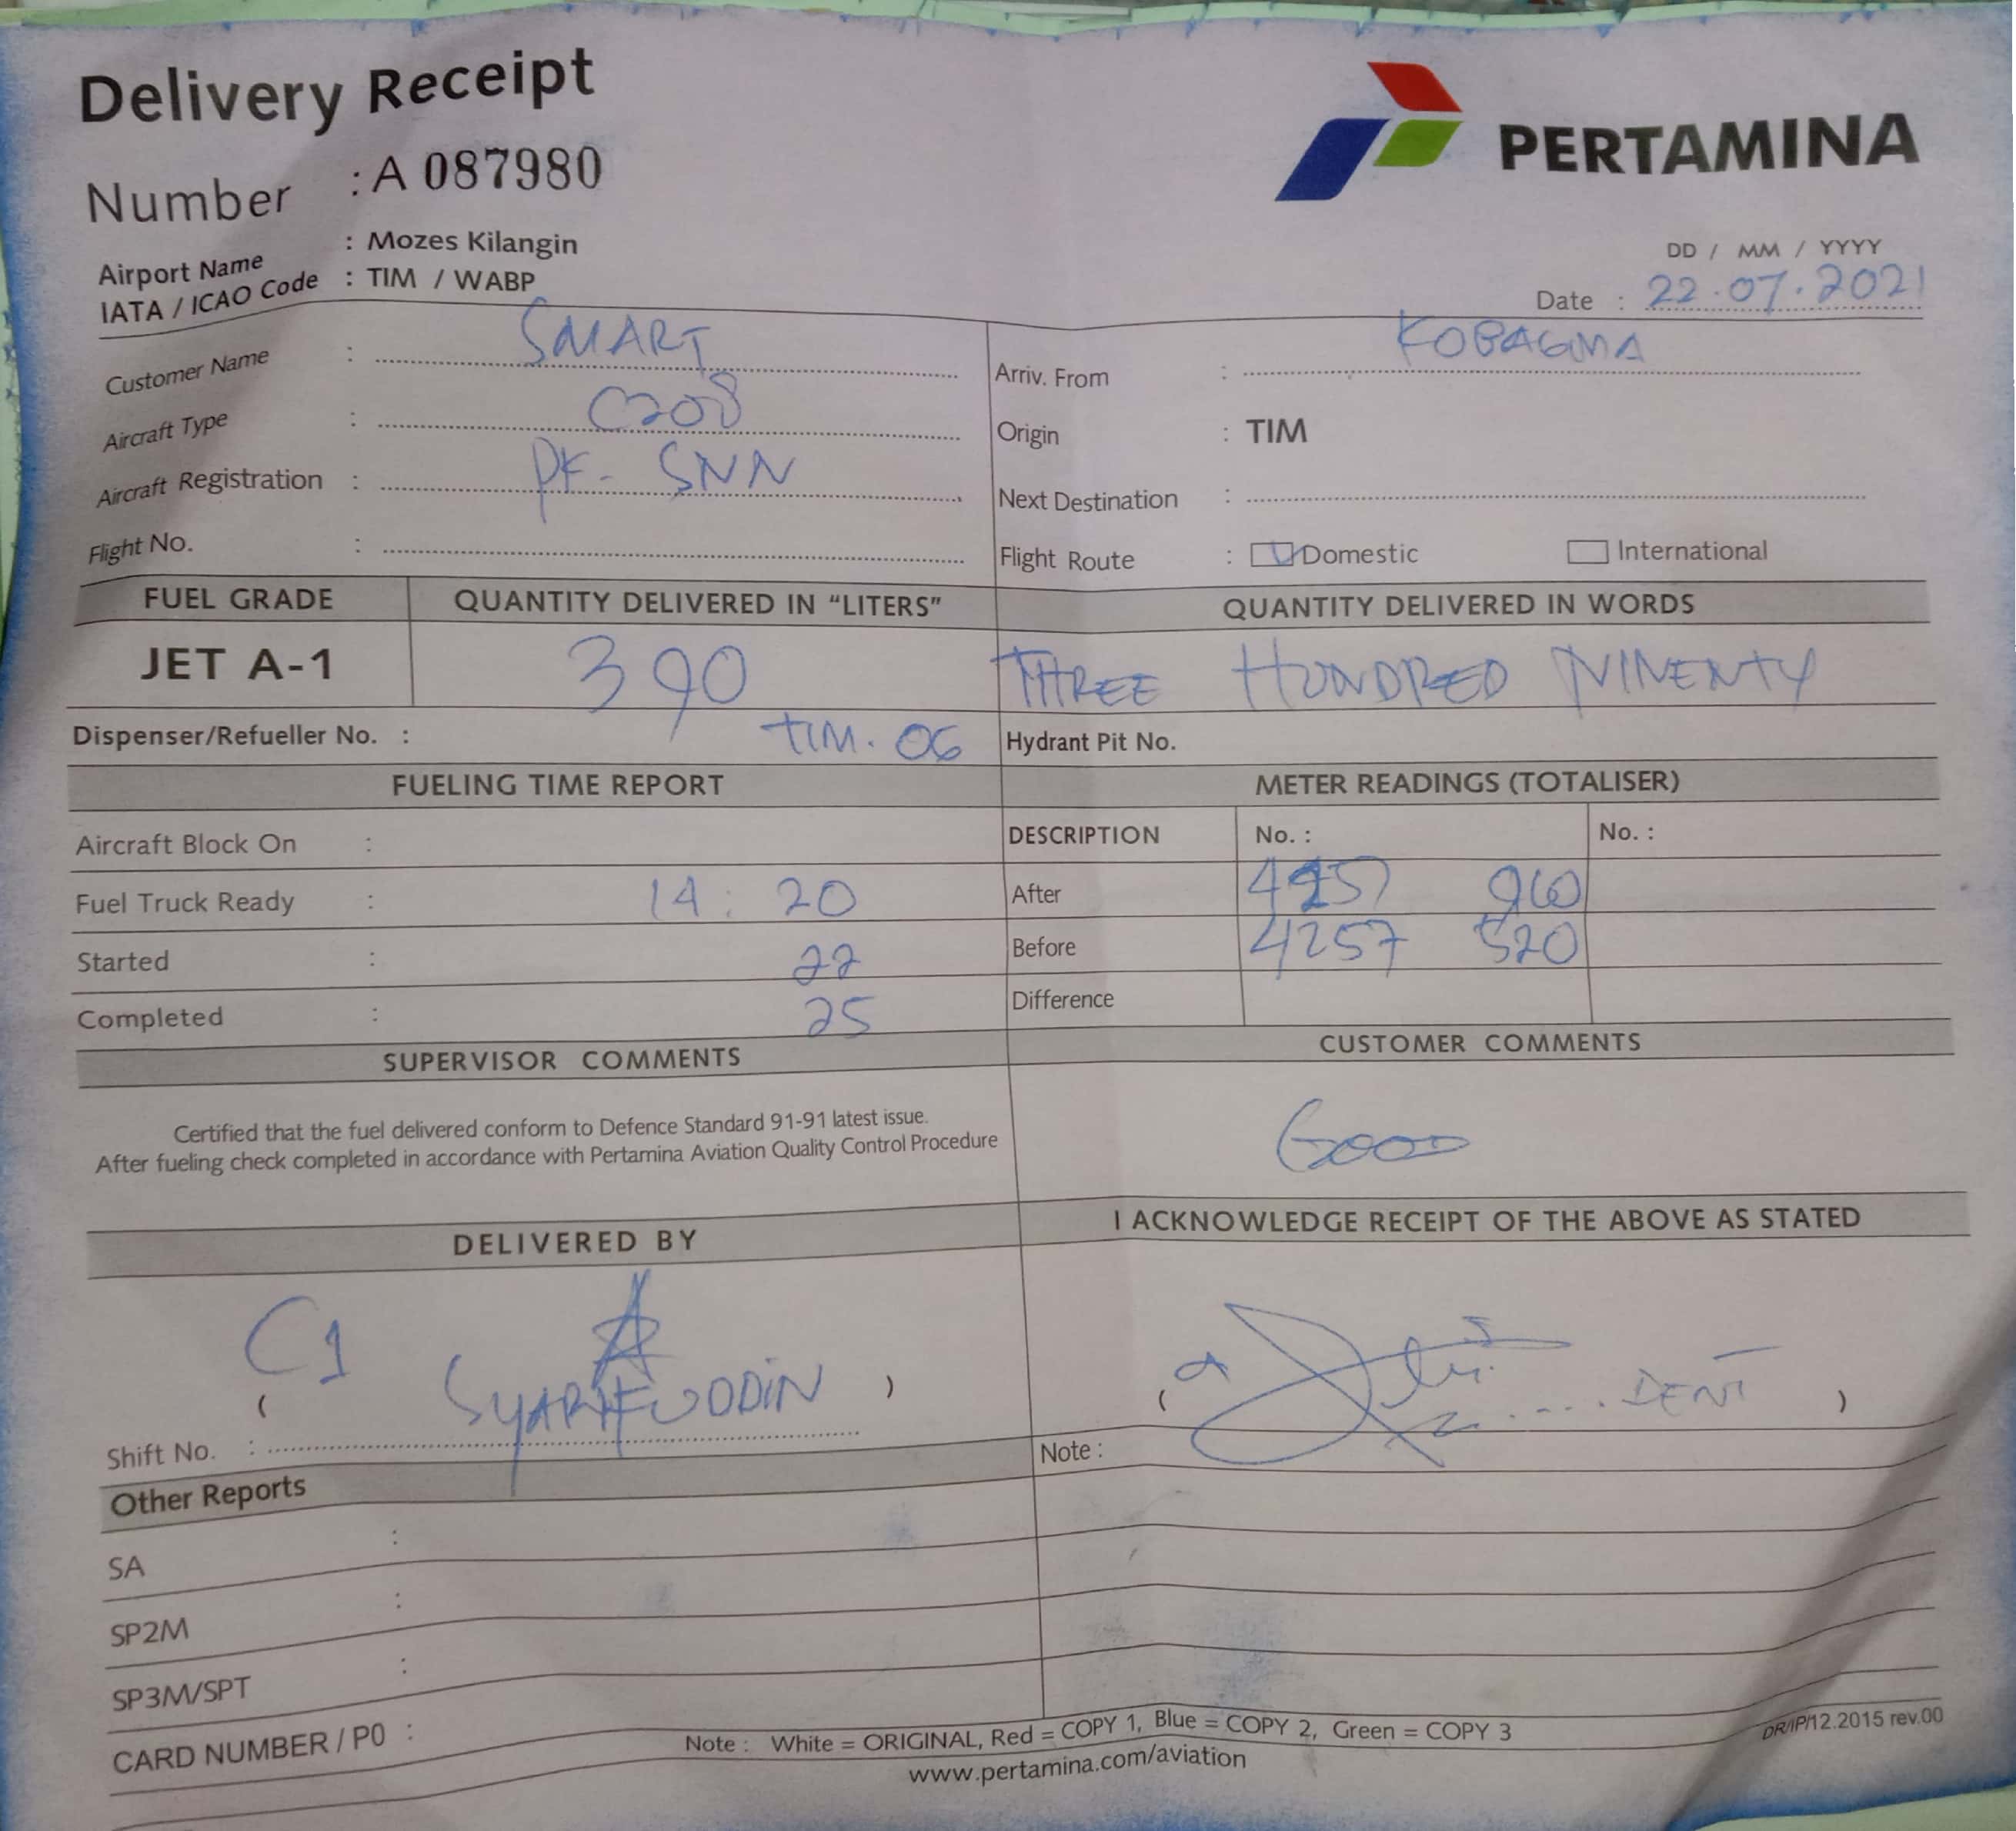 Delivery Receipt
PERTAMINA
Number : A 087980
Airport Name : Mozes Kilangin
IATA / ICAO Code : TIM / WABP
DD / MM / YYYY
Date : 22.07.2021
Customer Name : SMART
Arriv. From : KOBAGMA
Aircraft Type : C208
Origin : TIM
Aircraft Registration : PK - SNN
Next Destination :
Flight No. :
Flight Route : Domestic International
FUEL GRADE QUANTITY DELIVERED IN "LITERS" QUANTITY DELIVERED IN WORDS
JET A-1 390 THREE HUNDRED NINENTY
Dispenser/Refueller No. : TIM. 06 Hydrant Pit No.
FUELING TIME REPORT METER READINGS (TOTALISER)
Aircraft Block On : DESCRIPTION No. : No. :
Fuel Truck Ready : 14 : 20 After 4257
Started : 22 Before 4257 520
Completed : 25 Difference
SUPERVISOR COMMENTS CUSTOMER COMMENTS
Certified that the fuel delivered conform to Defence Standard 91-91 latest issue.
After fueling check completed in accordance with Pertamina Aviation Quality Control Procedure
GOOD
DELIVERED BY I ACKNOWLEDGE RECEIPT OF THE ABOVE AS STATED
C1
( SYARIFUDDIN ) ( DENI )
Shift No. : Note :
Other Reports
SA :
SP2M :
SP3M/SPT :
CARD NUMBER / P0 :
Note : White = ORIGINAL, Red = COPY 1, Blue = COPY 2, Green = COPY 3
DR/IP/12.2015 rev.00
www.pertamina.com/aviation